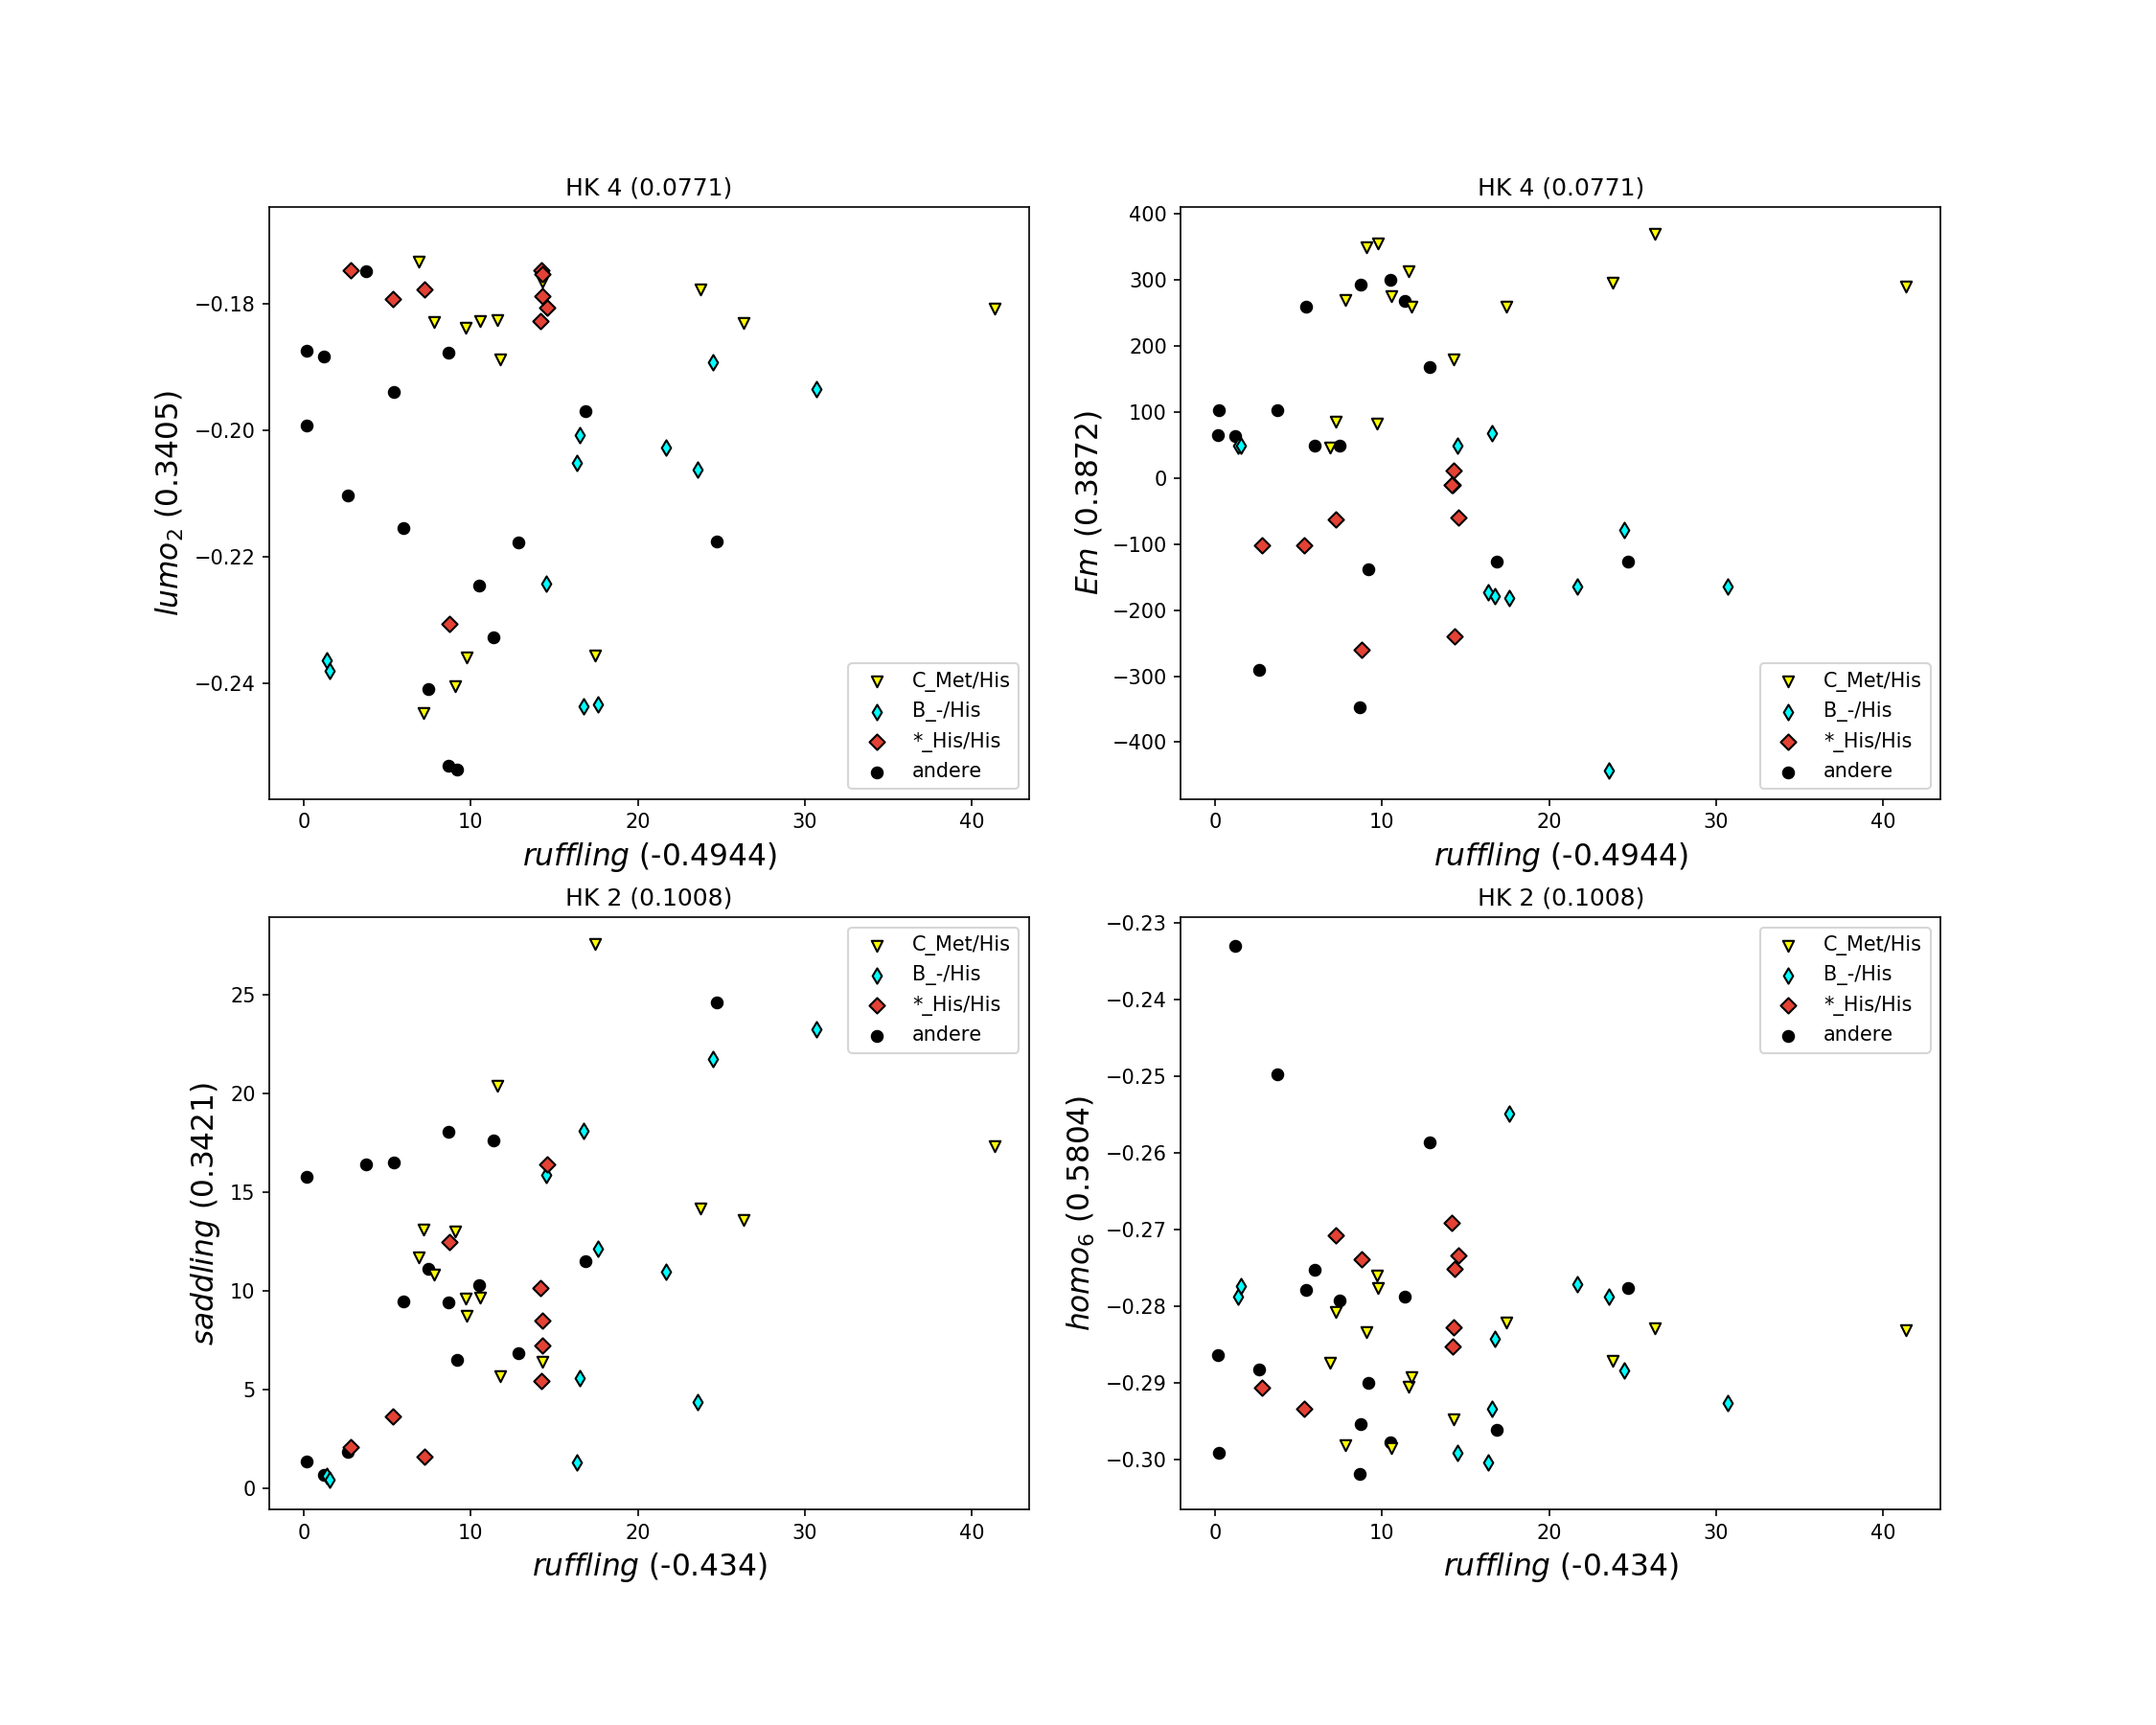 HK 4 (0.0771)
−0.18
−0.20
−0.22
−0.24
lumo₂ (0.3405)
0 10 20 30 40
ruffling (-0.4944)
C_Met/His
B_-/His
*_His/His
andere
HK 4 (0.0771)
400
300
200
100
0
−100
−200
−300
−400
Em (0.3872)
0 10 20 30 40
ruffling (-0.4944)
C_Met/His
B_-/His
*_His/His
andere
HK 2 (0.1008)
25
20
15
10
5
0
saddling (0.3421)
0 10 20 30 40
ruffling (-0.434)
C_Met/His
B_-/His
*_His/His
andere
HK 2 (0.1008)
−0.23
−0.24
−0.25
−0.26
−0.27
−0.28
−0.29
−0.30
homo₆ (0.5804)
0 10 20 30 40
ruffling (-0.434)
C_Met/His
B_-/His
*_His/His
andere